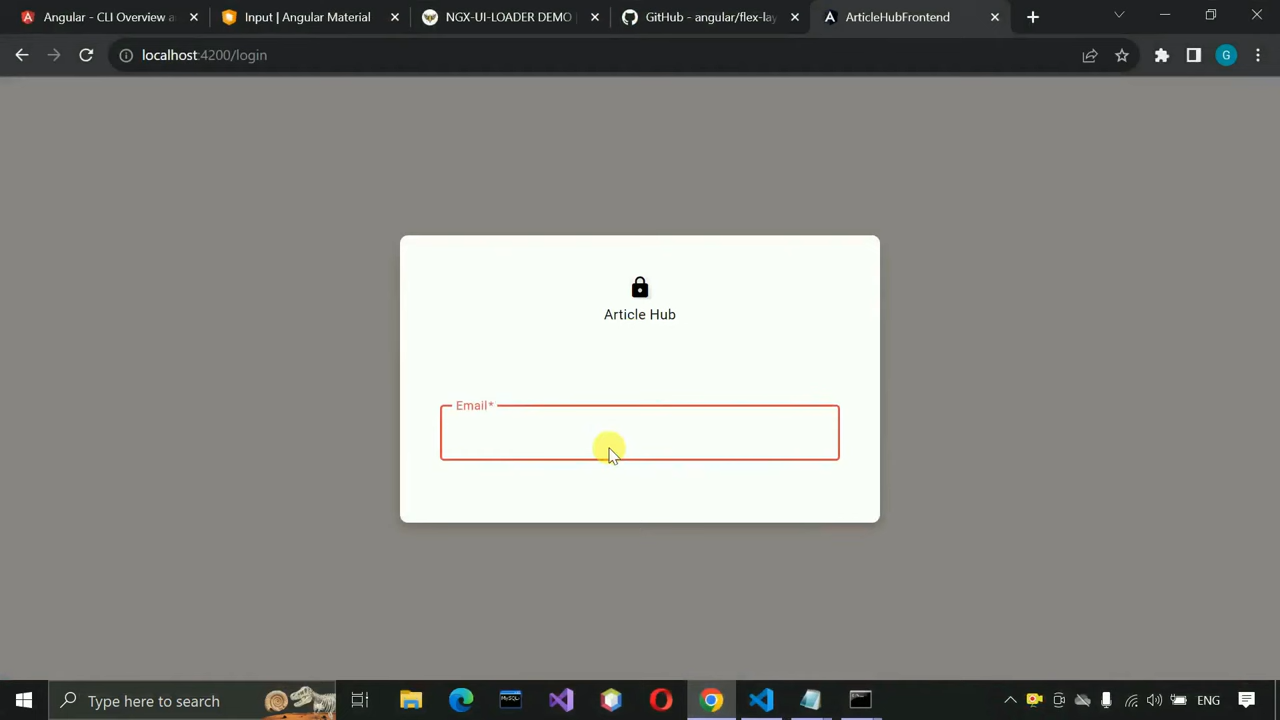 Angular - CLI Overview a
Input | Angular Material
NGX-UI-LOADER DEMO
GitHub - angular/flex-lay
ArticleHubFrontend
localhost:4200/login
G
Article Hub
Email*
Type here to search
MySQL
ENG